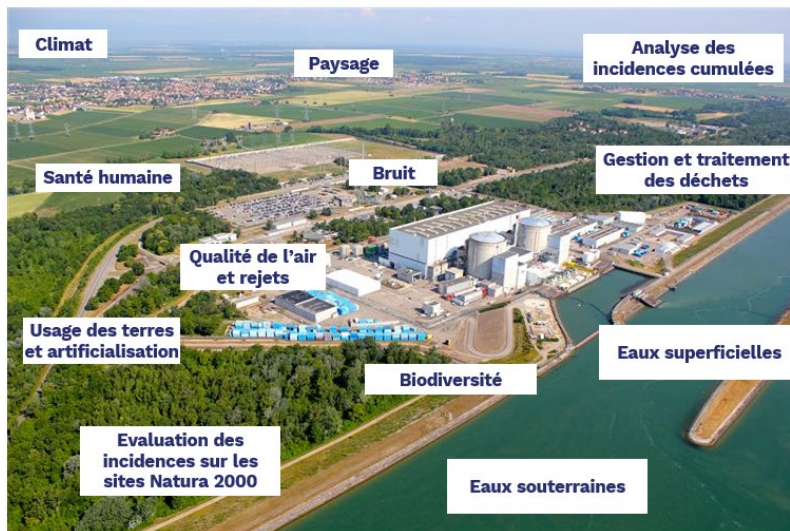 Climat
Paysage
Analyse des
incidences cumulées
Santé humaine
Bruit
Gestion et traitement
des déchets
Qualité de l'air
et rejets
Usage des terres
et artificialisation
Eaux superficielles
Biodiversité
Evaluation des
incidences sur les
sites Natura 2000
Eaux souterraines